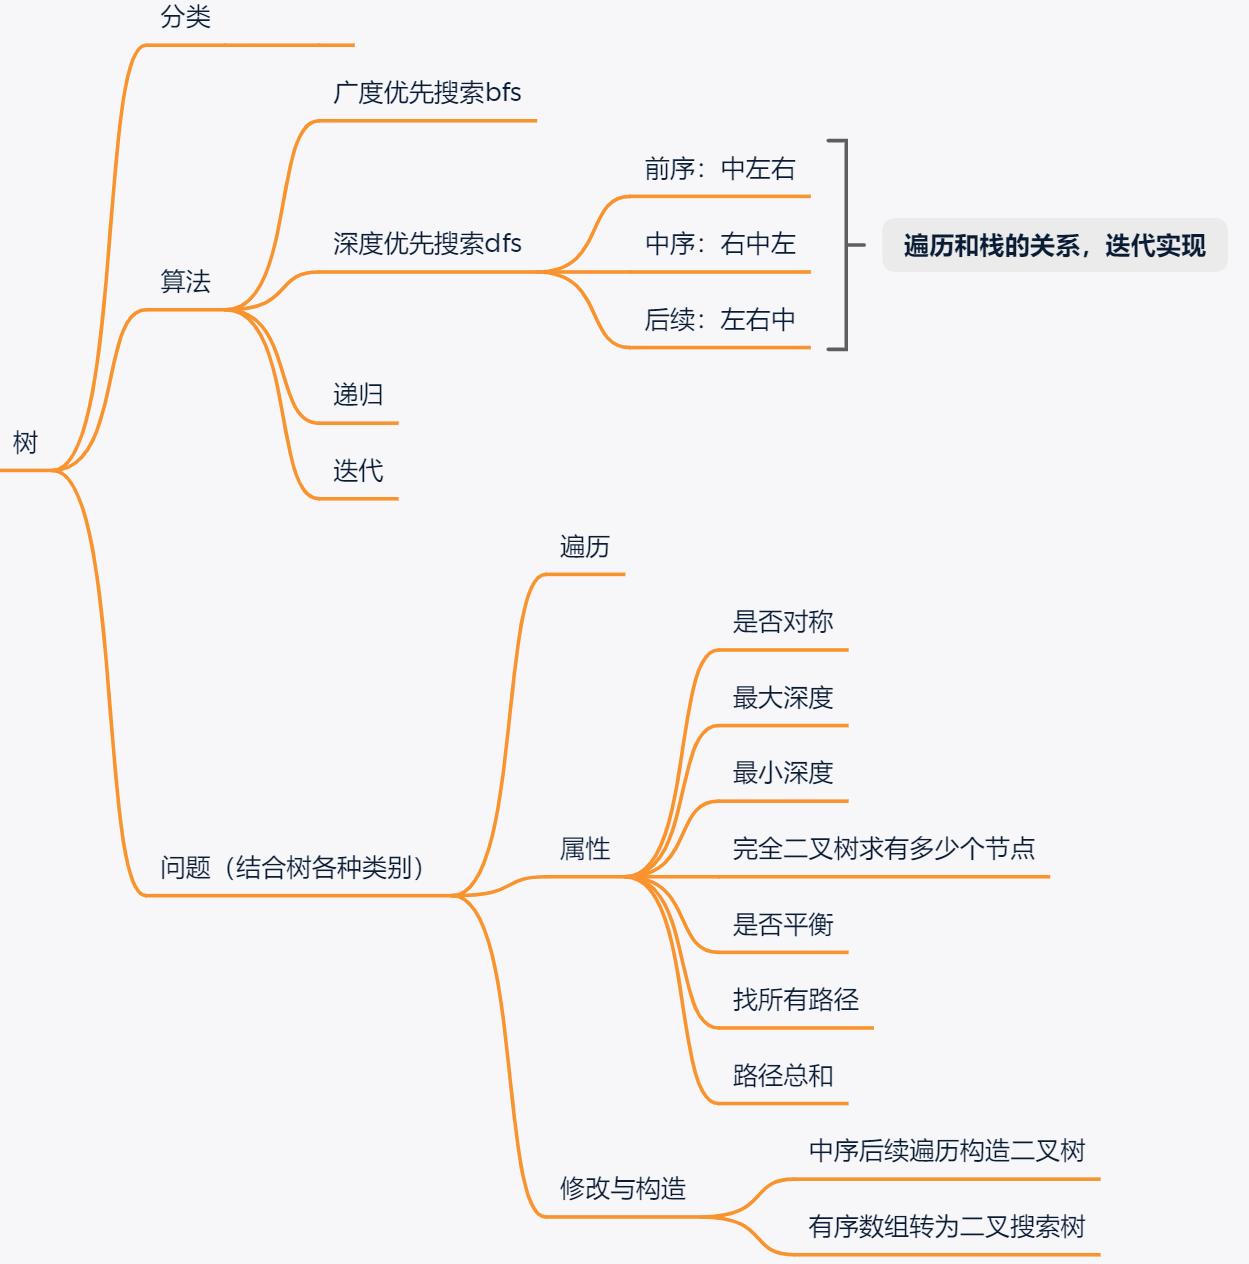 分类
广度优先搜索bfs
前序：中左右
深度优先搜索dfs
中序：右中左
遍历和栈的关系，迭代实现
算法
后续：左右中
递归
树
迭代
遍历
是否对称
最大深度
最小深度
问题（结合树各种类别）
属性
完全二叉树求有多少个节点
是否平衡
找所有路径
路径总和
中序后续遍历构造二叉树
修改与构造
有序数组转为二叉搜索树